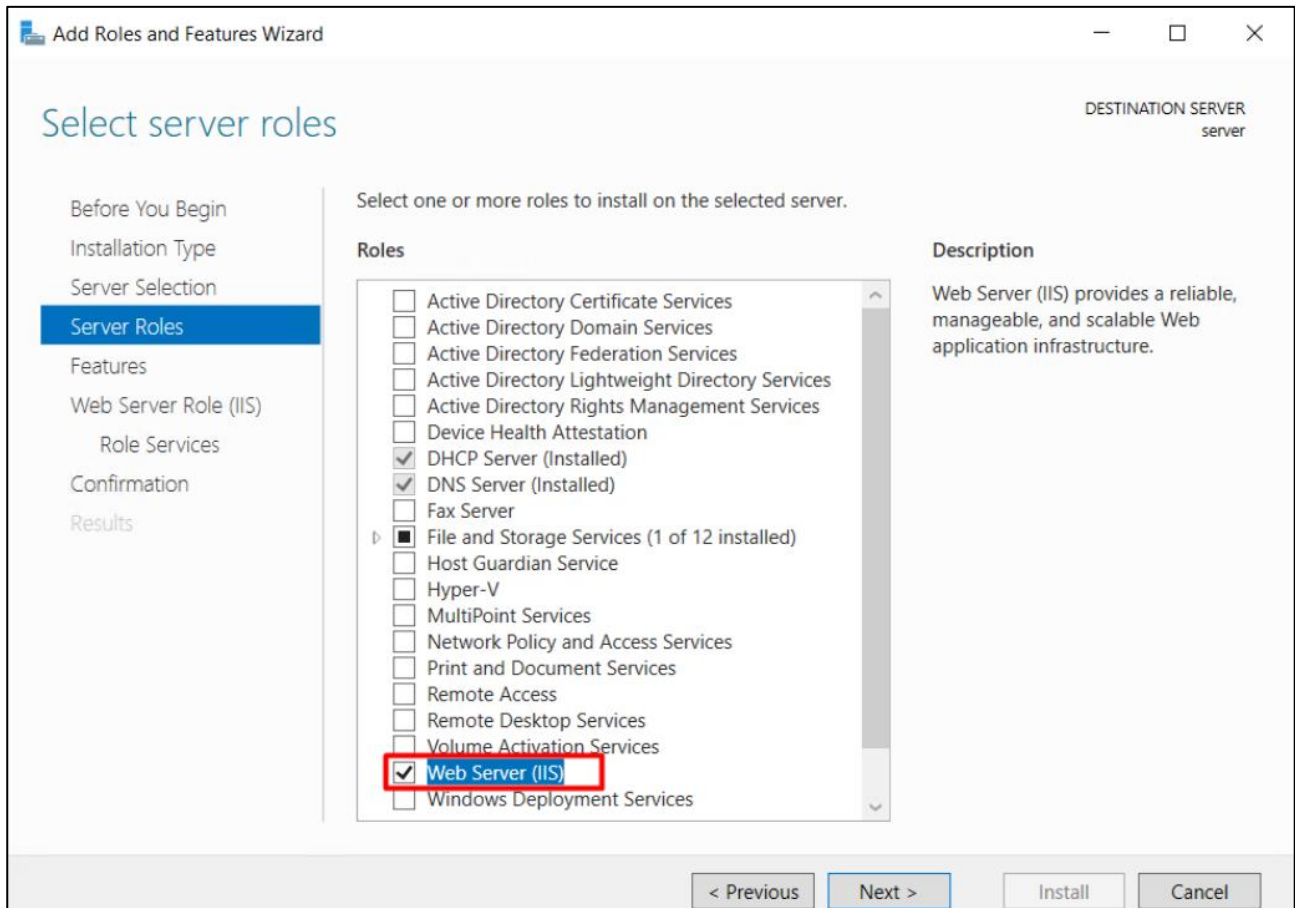 Add Roles and Features Wizard
Select server roles
DESTINATION SERVER
server
Before You Begin
Installation Type
Server Selection
Server Roles
Features
Web Server Role (IIS)
Role Services
Confirmation
Results
Select one or more roles to install on the selected server.
Roles
Active Directory Certificate Services
Active Directory Domain Services
Active Directory Federation Services
Active Directory Lightweight Directory Services
Active Directory Rights Management Services
Device Health Attestation
DHCP Server (Installed)
DNS Server (Installed)
Fax Server
File and Storage Services (1 of 12 installed)
Host Guardian Service
Hyper-V
MultiPoint Services
Network Policy and Access Services
Print and Document Services
Remote Access
Remote Desktop Services
Volume Activation Services
Web Server (IIS)
Windows Deployment Services
Description
Web Server (IIS) provides a reliable,
manageable, and scalable Web
application infrastructure.
< Previous
Next >
Install
Cancel